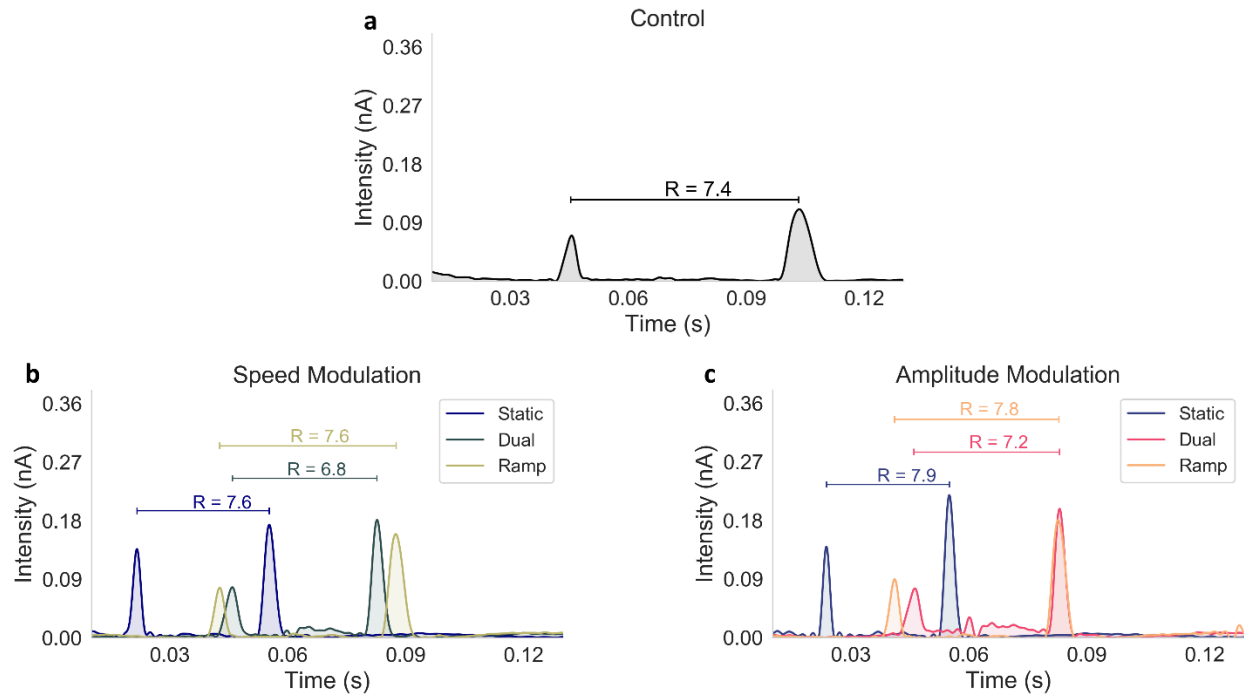 a
Control
Intensity (nA)
0.36
0.27
0.18
0.09
0.00
R = 7.4
0.03 0.06 0.09 0.12
Time (s)
b
Speed Modulation
Intensity (nA)
0.36
0.27
0.18
0.09
0.00
Static
Dual
Ramp
R = 7.6
R = 6.8
R = 7.6
0.03 0.06 0.09 0.12
Time (s)
c
Amplitude Modulation
Intensity (nA)
0.36
0.27
0.18
0.09
0.00
Static
Dual
Ramp
R = 7.8
R = 7.2
R = 7.9
0.03 0.06 0.09 0.12
Time (s)